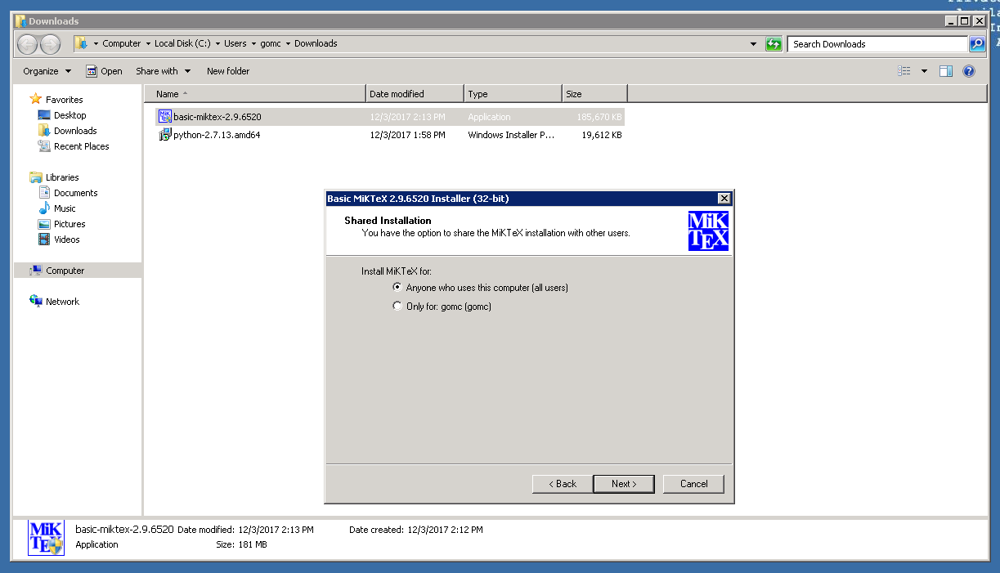 Downloads
Computer Local Disk (C:) Users gomc Downloads
Search Downloads
Organize Open Share with New folder
Favorites
Desktop
Downloads
Recent Places
Libraries
Documents
Music
Pictures
Videos
Computer
Network
Name Date modified Type Size
basic-miktex-2.9.6520 12/3/2017 2:13 PM Application 185,670 KB
python-2.7.13.amd64 12/3/2017 1:58 PM Windows Installer P... 19,612 KB
Basic MiKTeX 2.9.6520 Installer (32-bit)
Shared Installation
You have the option to share the MiKTeX installation with other users.
MiK
TEX
Install MiKTeX for:
Anyone who uses this computer (all users)
Only for: gomc (gomc)
< Back Next > Cancel
MiK
TEX
basic-miktex-2.9.6520 Date modified: 12/3/2017 2:13 PM Date created: 12/3/2017 2:12 PM
Application Size: 181 MB